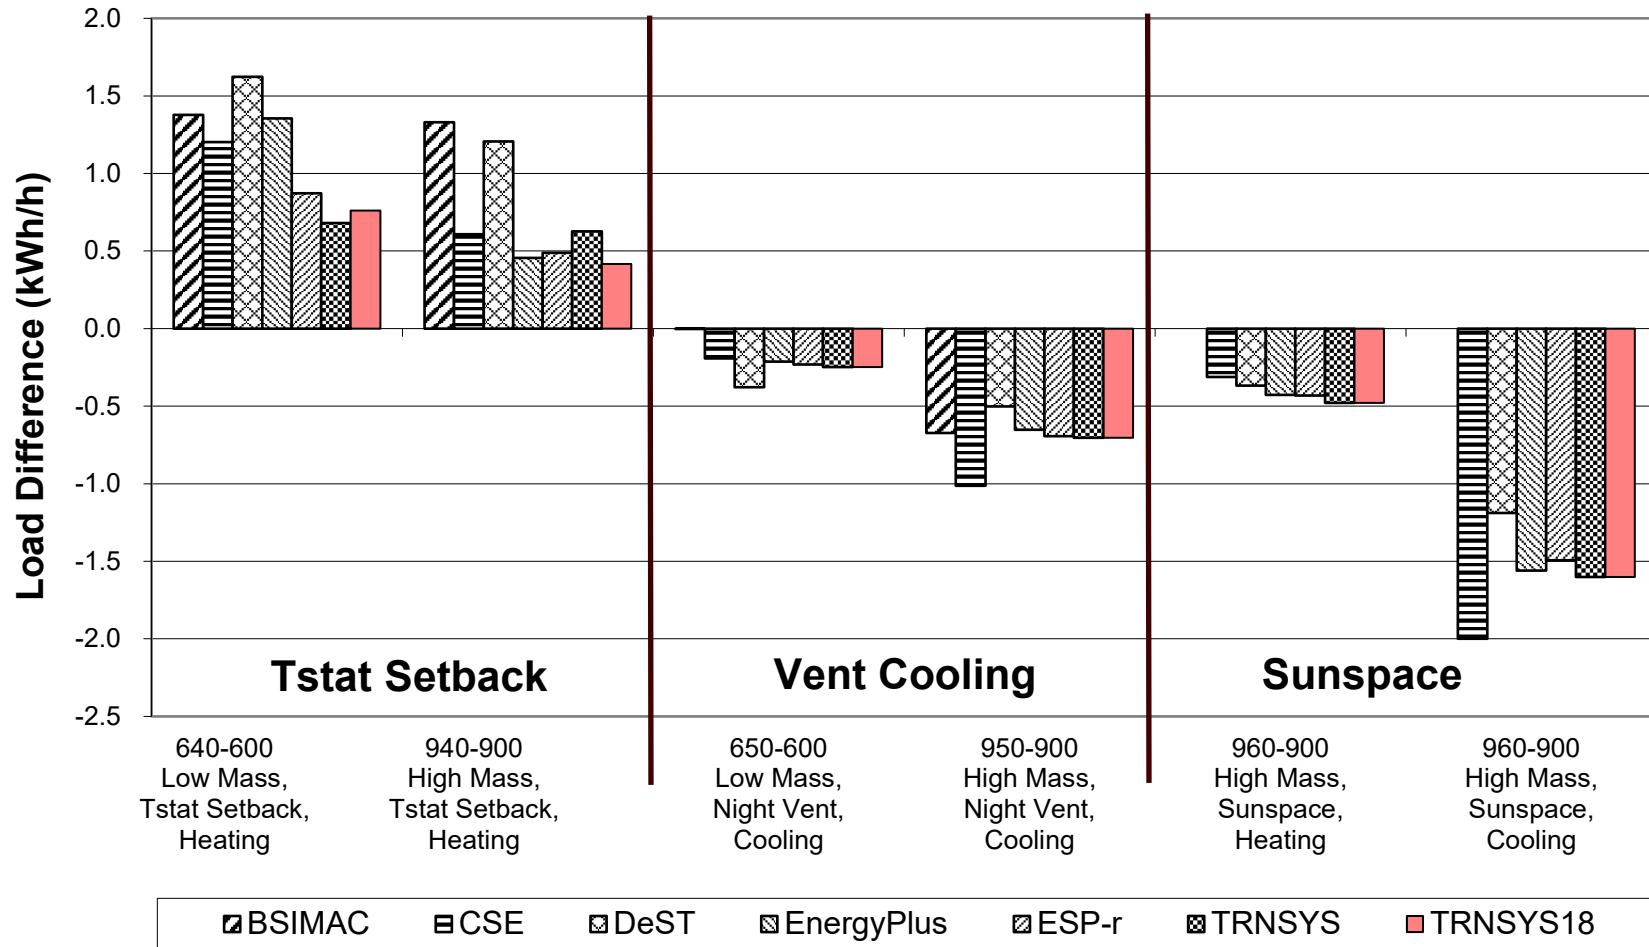 Load Difference (kWh/h)
2.0
1.5
1.0
0.5
0.0
-0.5
-1.0
-1.5
-2.0
-2.5
Tstat Setback
Vent Cooling
Sunspace
640-600
Low Mass,
Tstat Setback,
Heating
940-900
High Mass,
Tstat Setback,
Heating
650-600
Low Mass,
Night Vent,
Cooling
950-900
High Mass,
Night Vent,
Cooling
960-900
High Mass,
Sunspace,
Heating
960-900
High Mass,
Sunspace,
Cooling
BSIMAC CSE DeST EnergyPlus ESP-r TRNSYS TRNSYS18